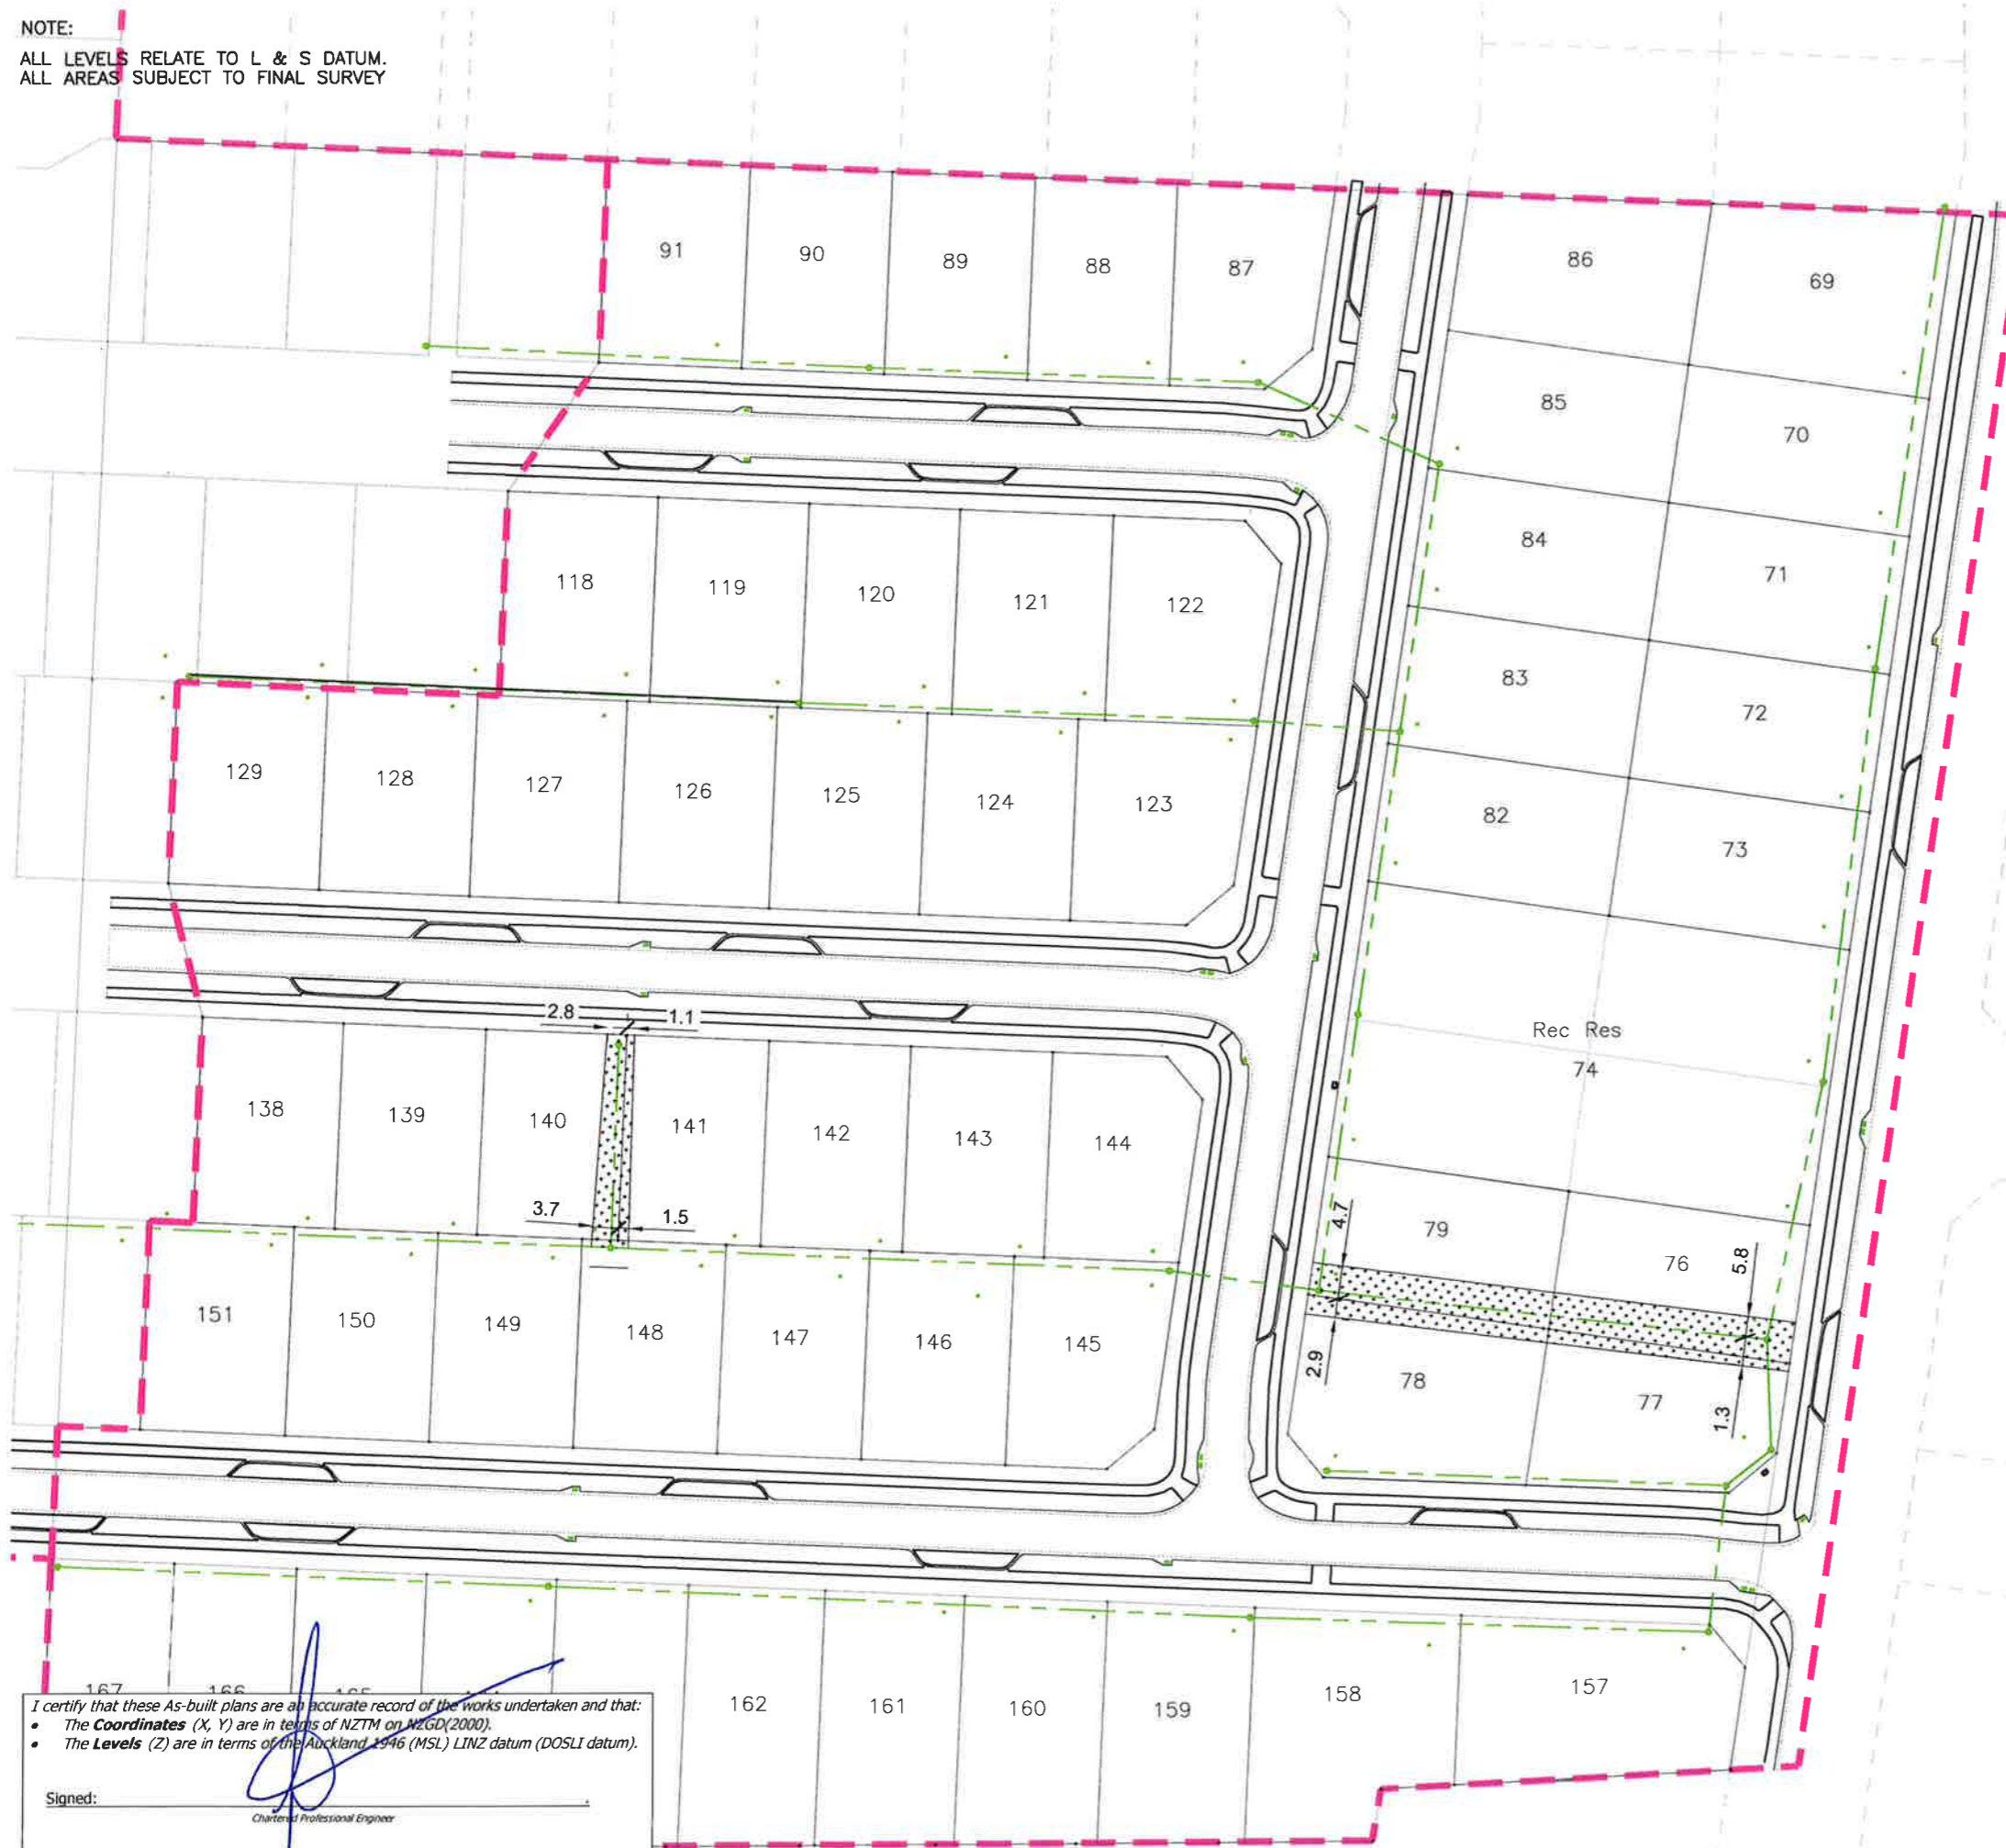 NOTE:
ALL LEVELS RELATE TO L & S DATUM.
ALL AREAS SUBJECT TO FINAL SURVEY
91 90 89 88 87 86 69
85 70
84 71
118 119 120 121 122
83 72
129 128 127 126 125 124 123 82 73
2.8 1.1
Rec Res
74
138 139 140 141 142 143 144
3.7 1.5
4.7
79 76 5.8
151 150 149 148 147 146 145
2.9 78 77 1.3
167 166 165 162 161 160 159 158 157
I certify that these As-built plans are an accurate record of the works undertaken and that:
• The Coordinates (X, Y) are in terms of NZTM on NZGD(2000).
• The Levels (Z) are in terms of the Auckland 1946 (MSL) LINZ datum (DOSLI datum).
Signed:
Chartered Professional Engineer